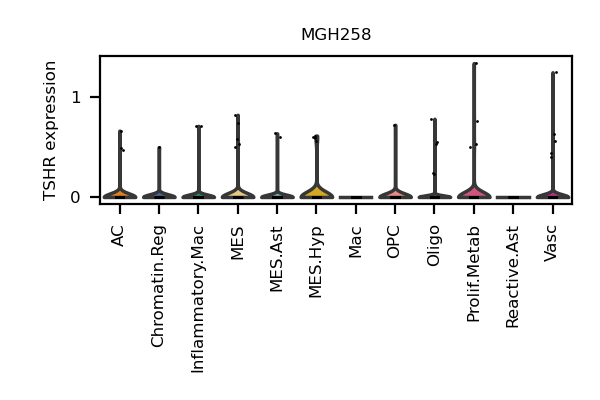 MGH258
TSHR expression
1
0
AC
Chromatin.Reg
Inflammatory.Mac
MES
MES.Ast
MES.Hyp
Mac
OPC
Oligo
Prolif.Metab
Reactive.Ast
Vasc